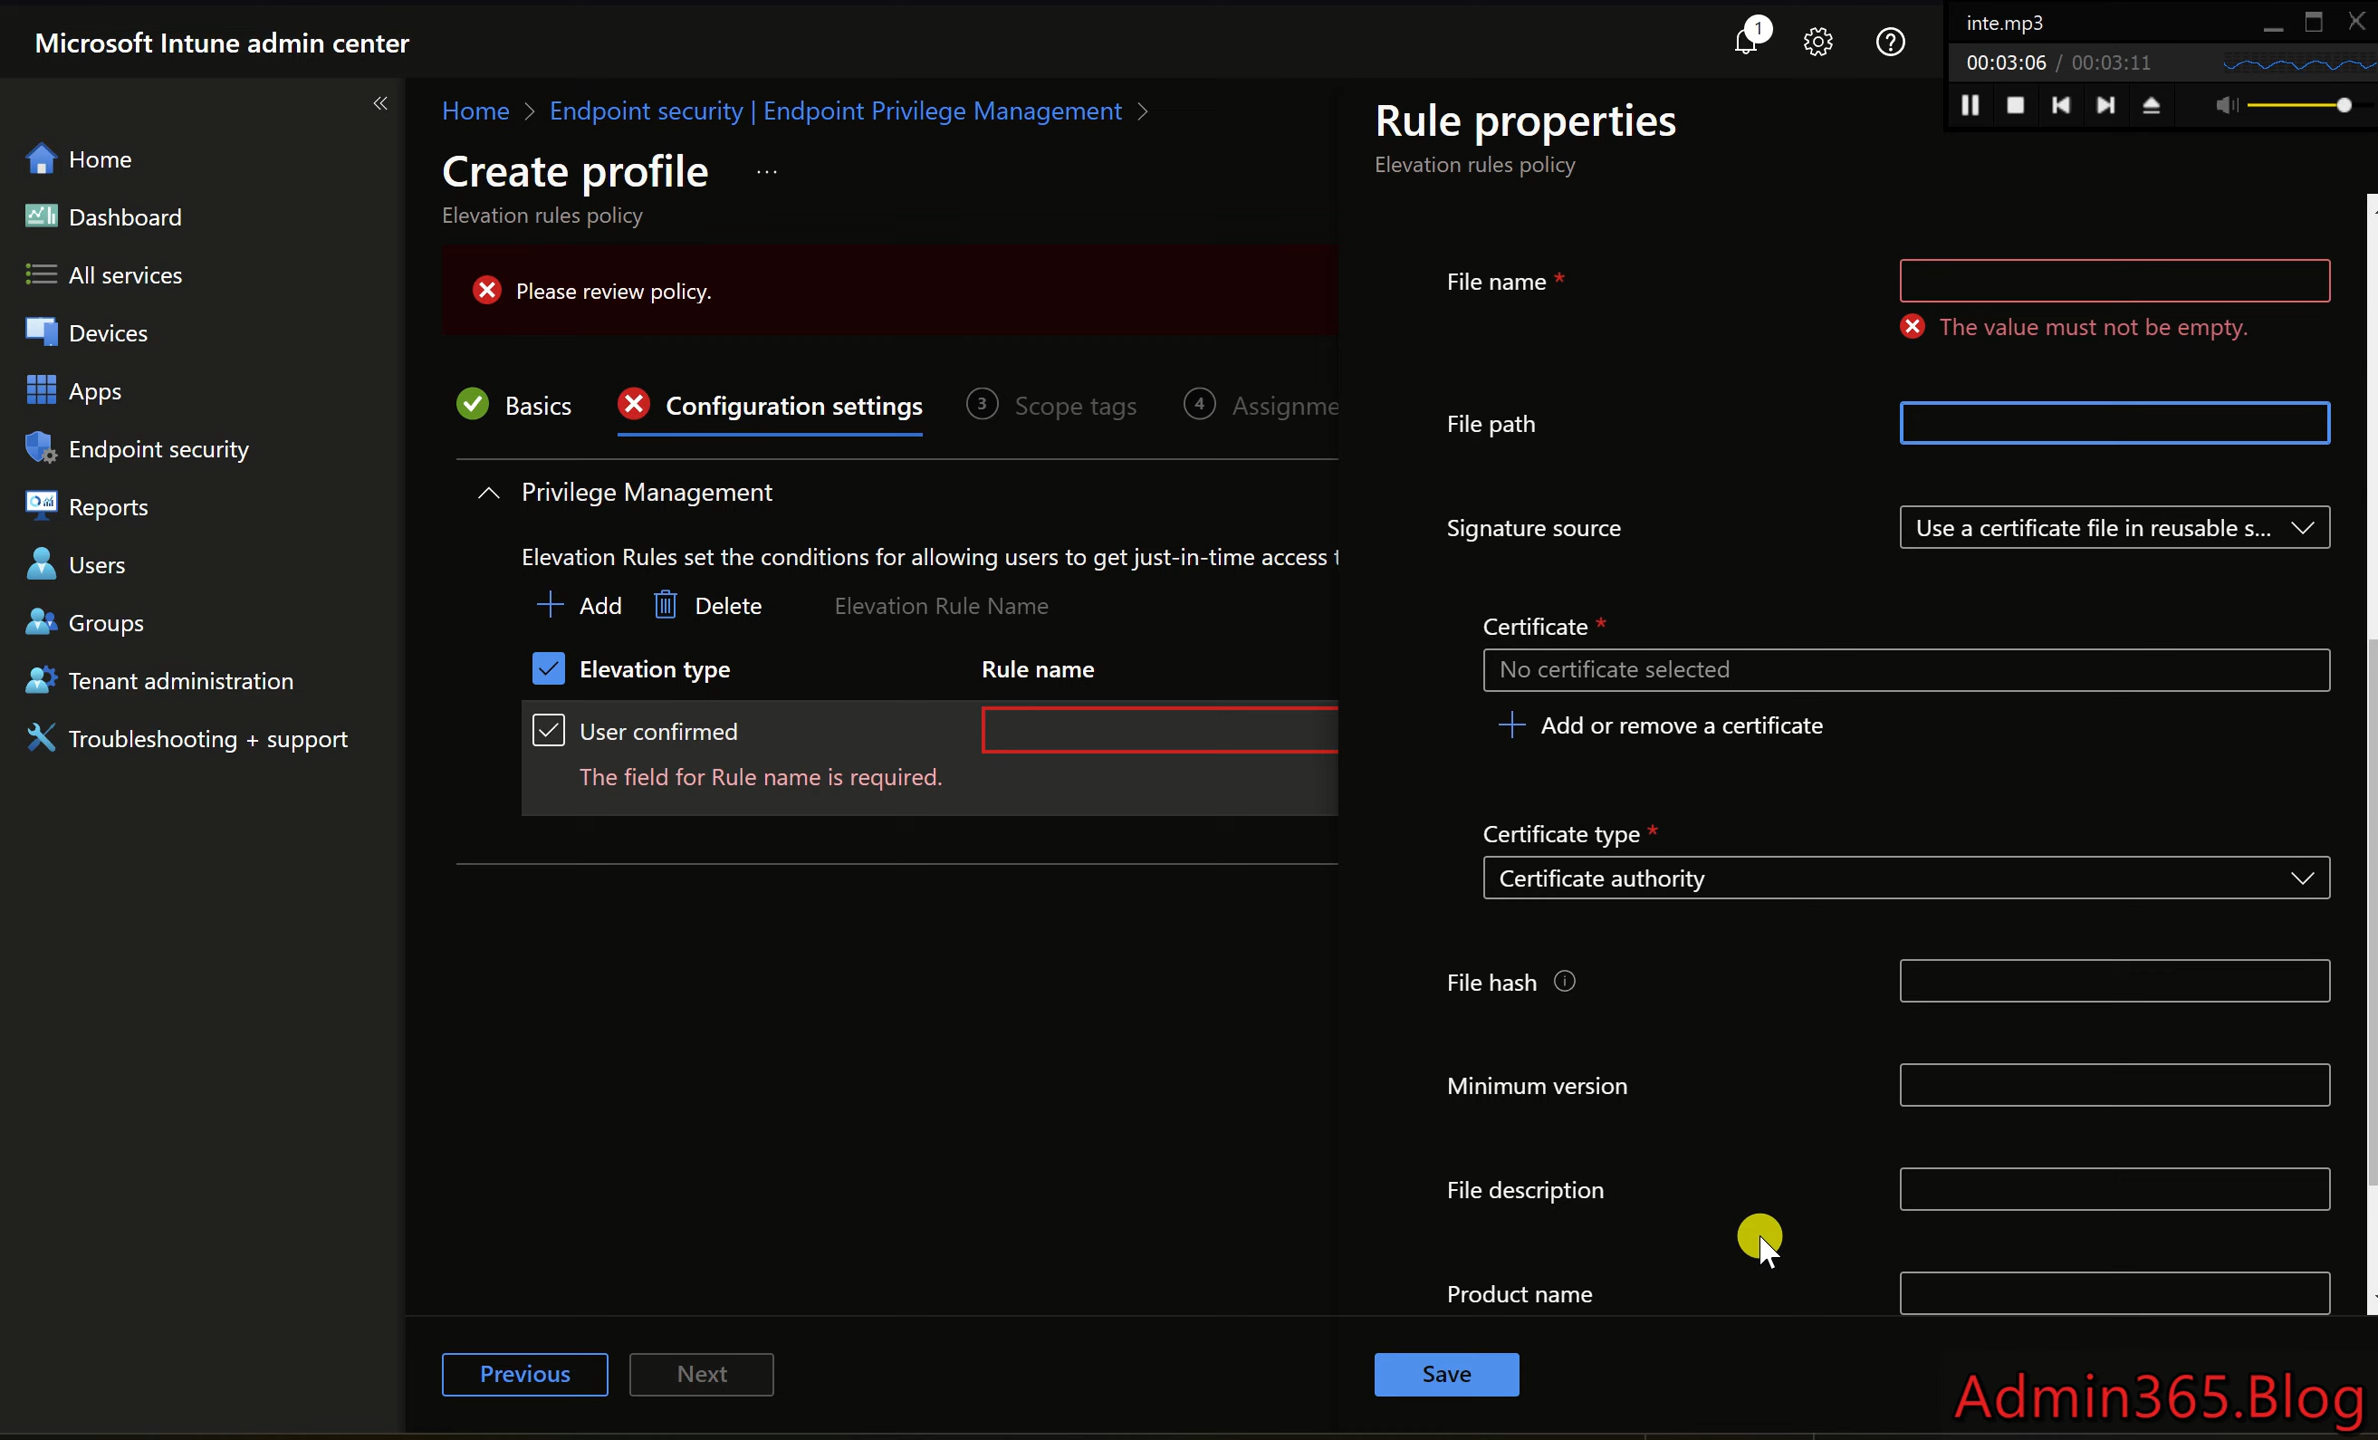 Microsoft Intune admin center
1
inte.mp3
00:03:06 / 00:03:11
«
Home
Dashboard
All services
Devices
Apps
Endpoint security
Reports
Users
Groups
Tenant administration
Troubleshooting + support
Home > Endpoint security | Endpoint Privilege Management >
Create profile ...
Elevation rules policy
Please review policy.
Basics
Configuration settings
3 Scope tags
4 Assignme
Privilege Management
Elevation Rules set the conditions for allowing users to get just-in-time access t
+ Add
Delete
Elevation Rule Name
Elevation type
Rule name
User confirmed
The field for Rule name is required.
Previous
Next
Rule properties
Elevation rules policy
File name *
The value must not be empty.
File path
Signature source
Use a certificate file in reusable s...
Certificate *
No certificate selected
+ Add or remove a certificate
Certificate type *
Certificate authority
File hash
Minimum version
File description
Product name
Save
Admin365.Blog